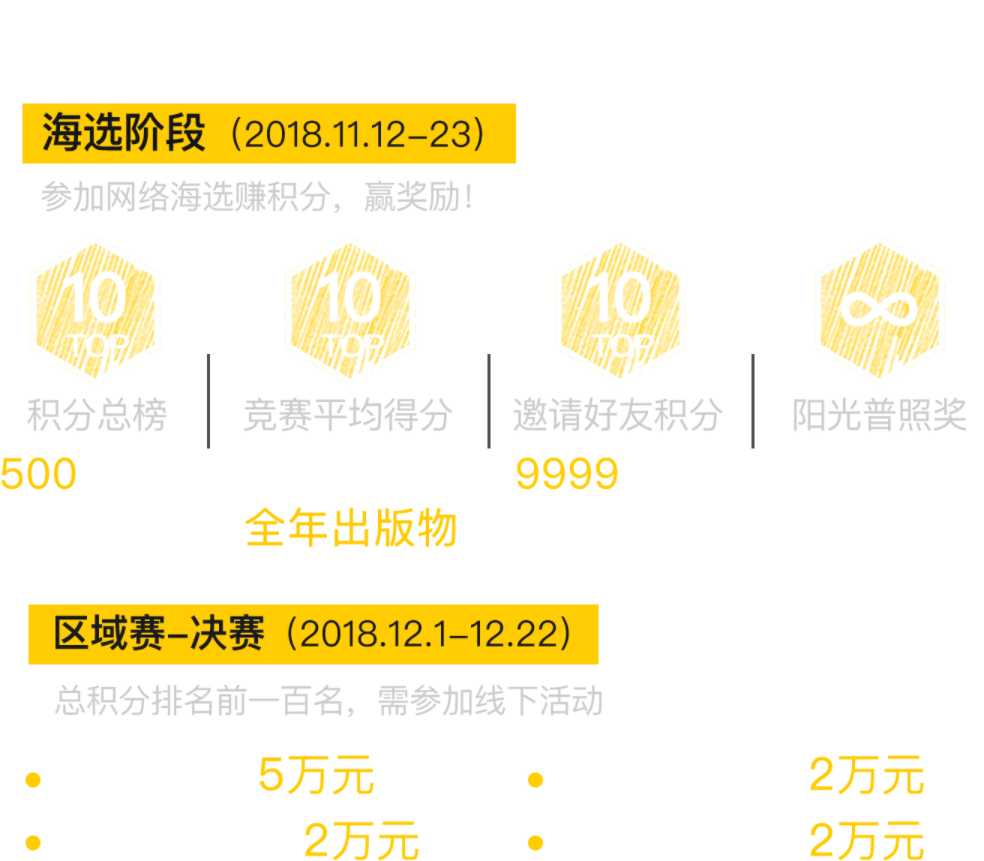 海选阶段（2018.11.12-23）
参加网络海选赚积分，赢奖励！
10 10 10 ∞
TOP TOP TOP
积分总榜 竞赛平均得分 邀请好友积分 阳光普照奖
500 9999
全年出版物
区域赛-决赛（2018.12.1-12.22）
总积分排名前一百名，需参加线下活动
• 5万元 • 2万元
• 2万元 • 2万元